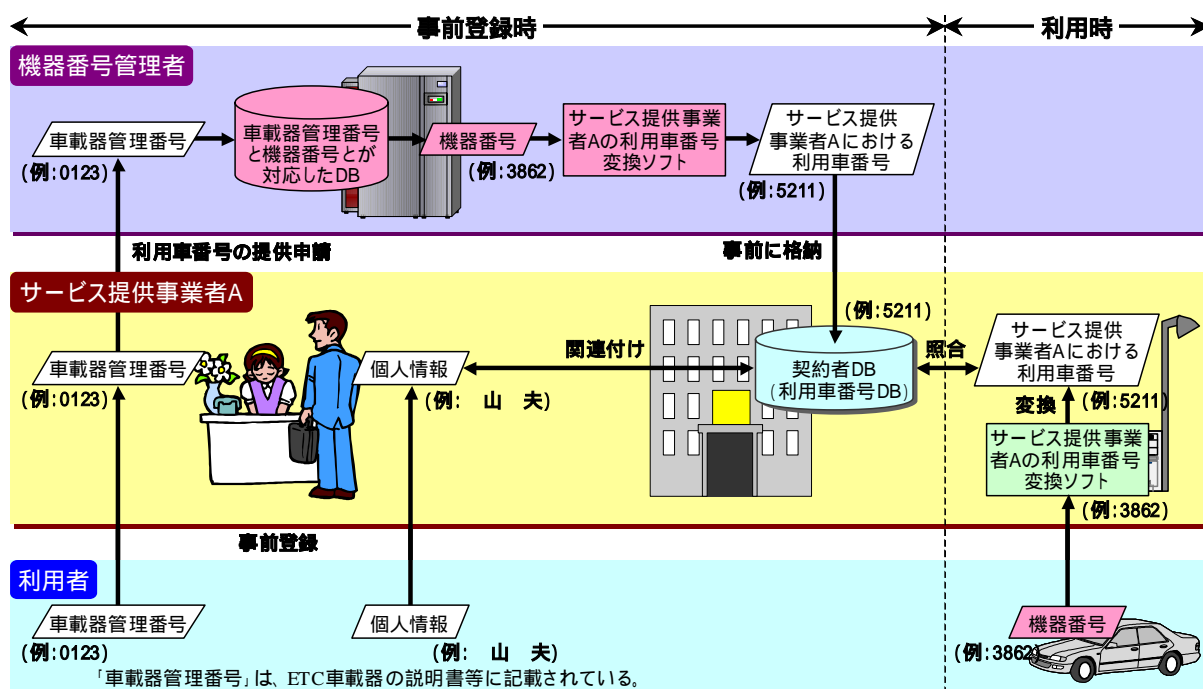 事前登録時
利用時
機器番号管理者
車載器管理番号
(例:0123)
車載器管理番号
と機器番号とが
対応したDB
機器番号
(例:3862)
サービス提供事業
者Aの利用車番号
変換ソフト
サービス提供
事業者Aにおける
利用車番号
(例:5211)
利用車番号の提供申請
事前に格納
サービス提供事業者A
車載器管理番号
(例:0123)
個人情報
(例: 山 夫)
関連付け
(例:5211)
契約者DB
(利用車番号DB)
照合
サービス提供
事業者Aにおける
利用車番号
変換
(例:5211)
サービス提供事業
者Aの利用車番号
変換ソフト
(例:3862)
事前登録
利用者
車載器管理番号
(例:0123)
個人情報
(例: 山 夫)
機器番号
(例:3862)
「車載器管理番号」は、ETC車載器の説明書等に記載されている。